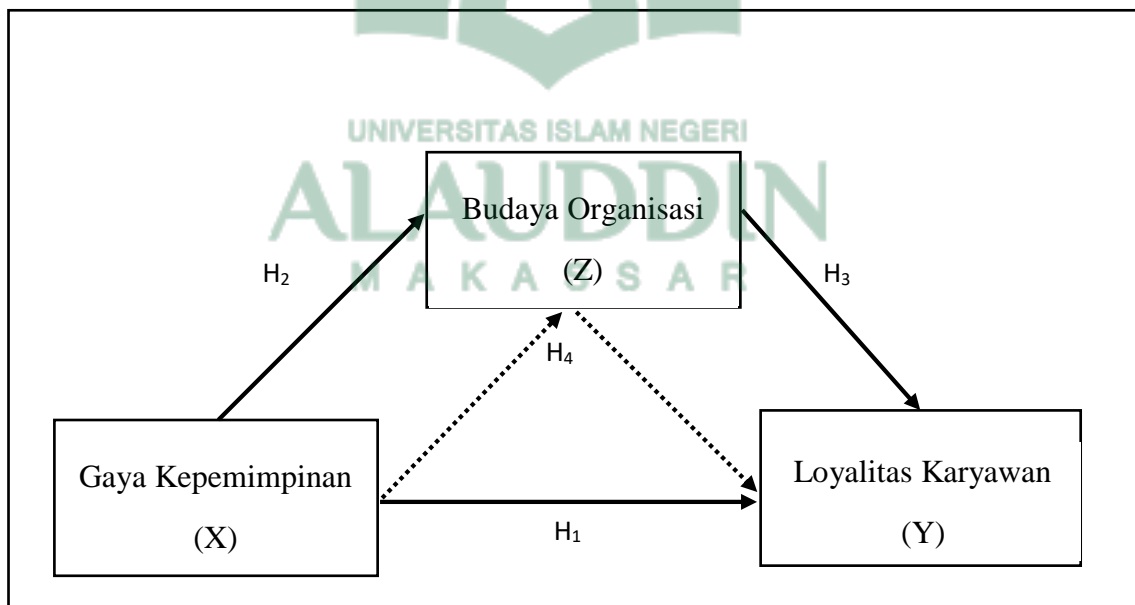 UNIVERSITAS ISLAM NEGERI
ALAUDDIN
MAKASSAR
Budaya Organisasi
(Z)
H₂
H₃
H₄
Gaya Kepemimpinan
(X)
Loyalitas Karyawan
(Y)
H₁